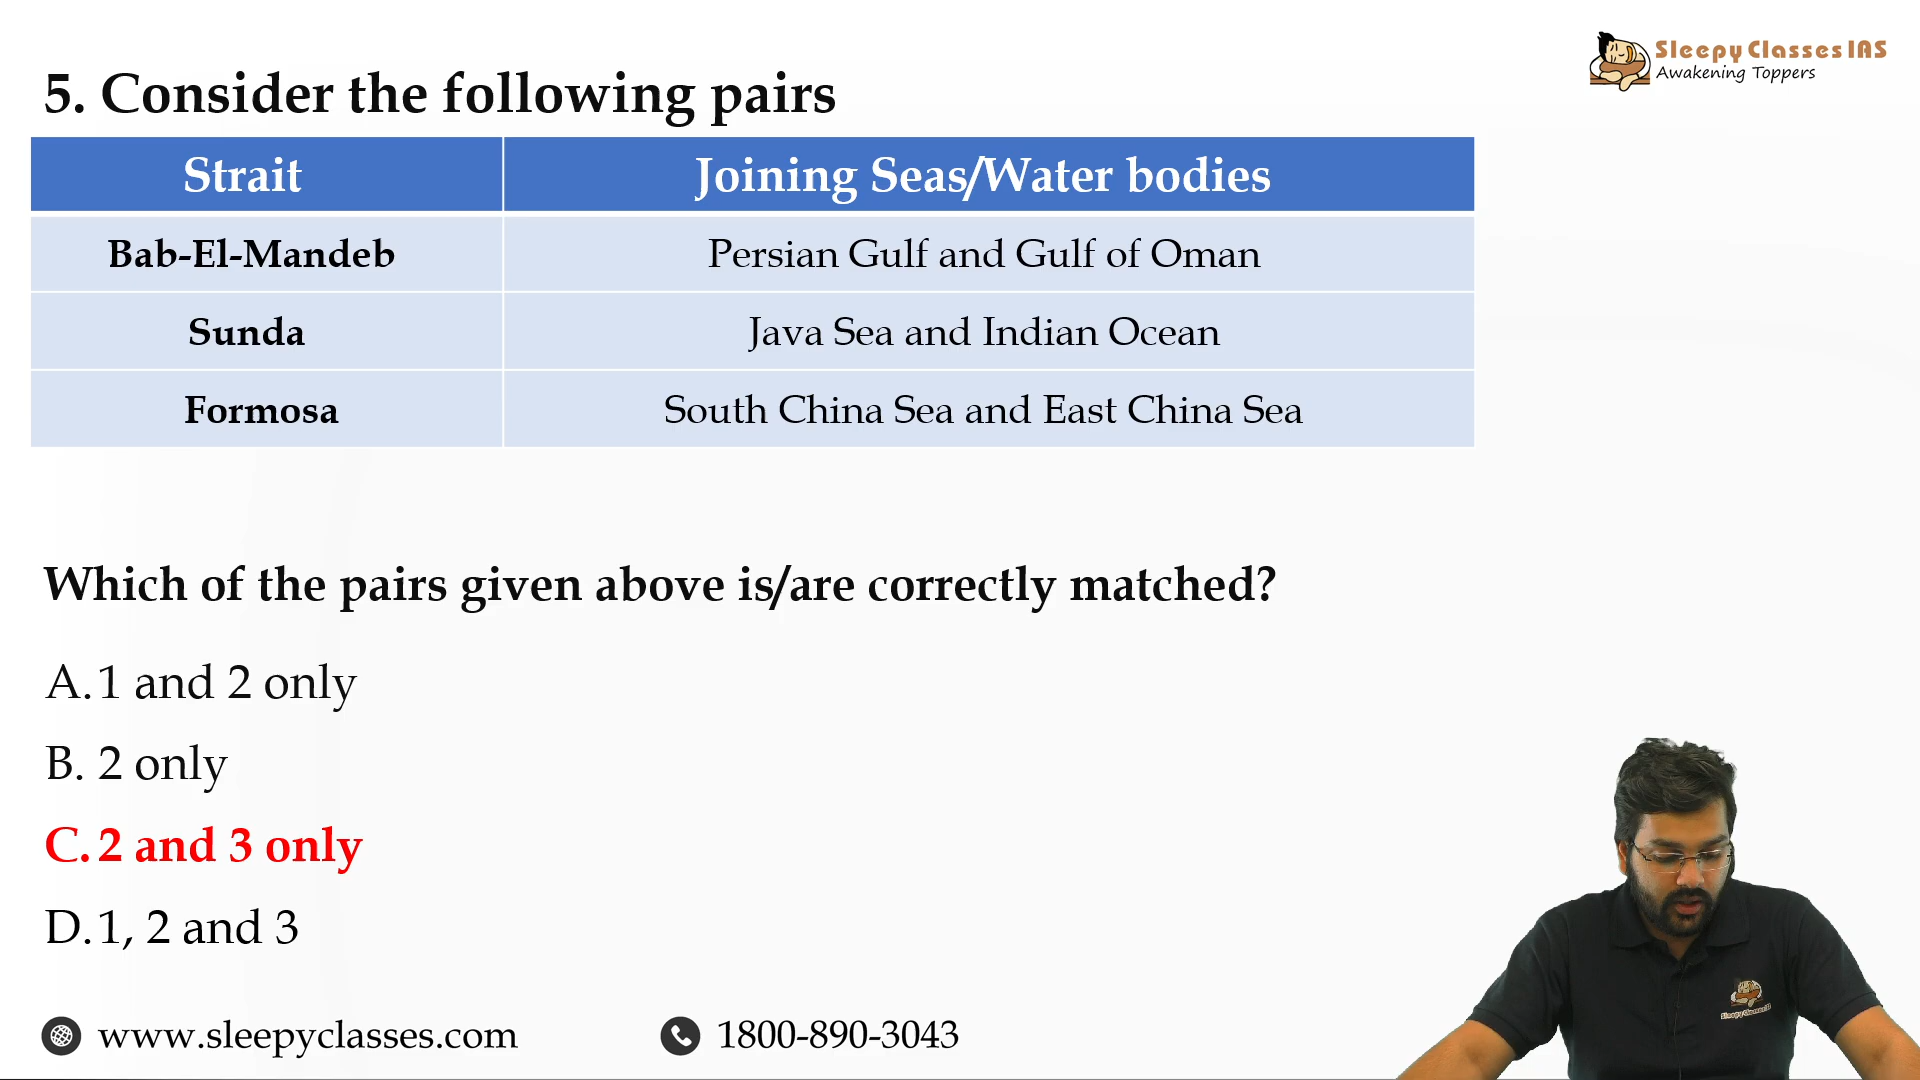 Sleepy Classes IAS
Awakening Toppers
5. Consider the following pairs
Strait
Joining Seas/Water bodies
Bab-El-Mandeb
Persian Gulf and Gulf of Oman
Sunda
Java Sea and Indian Ocean
Formosa
South China Sea and East China Sea
Which of the pairs given above is/are correctly matched?
A. 1 and 2 only
B. 2 only
C. 2 and 3 only
D. 1, 2 and 3
www.sleepyclasses.com
1800-890-3043